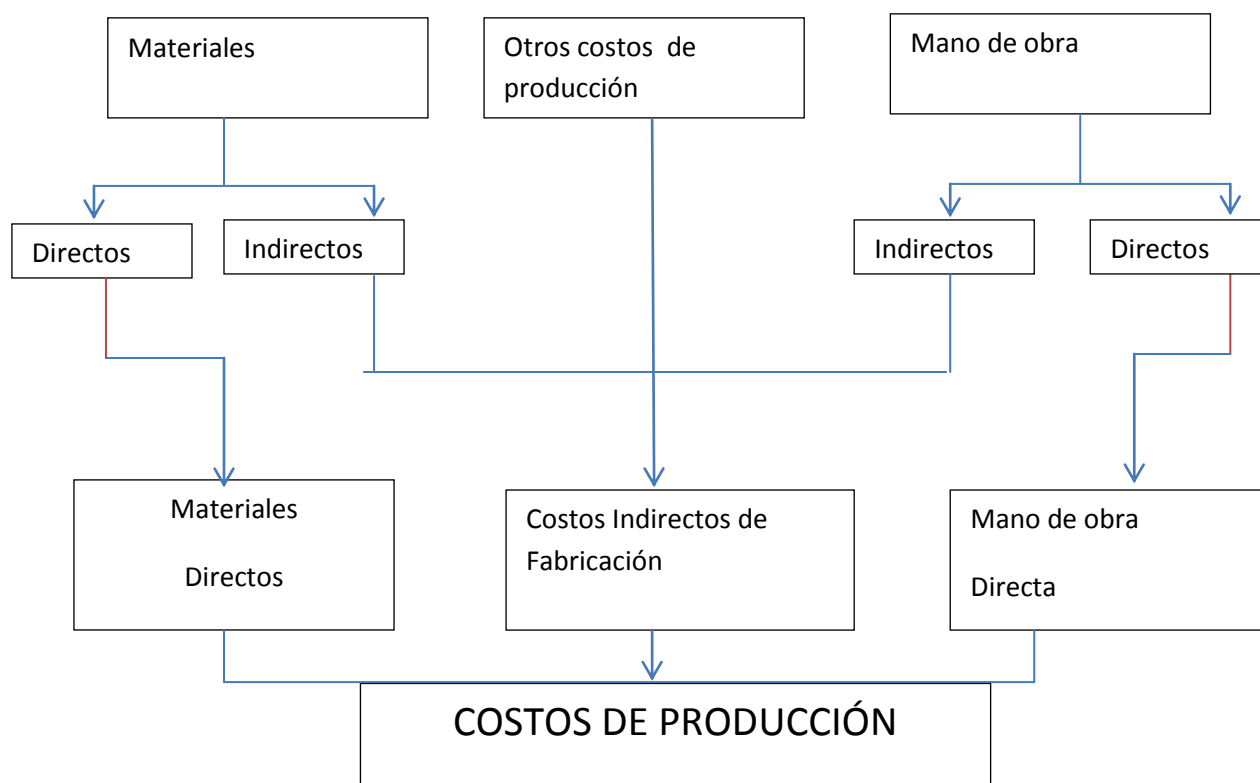 Materiales
Otros costos de
producción
Mano de obra
Directos
Indirectos
Indirectos
Directos
Materiales
Directos
Costos Indirectos de
Fabricación
Mano de obra
Directa
COSTOS DE PRODUCCIÓN